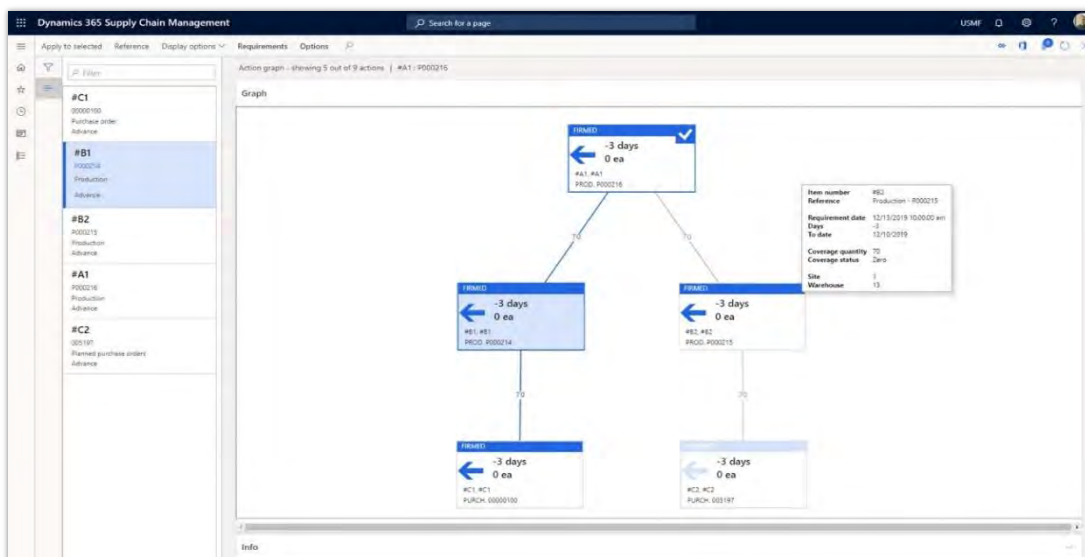 Dynamics 365 Supply Chain Management
Search for a page
USMF
?
Apply to selected Reference Display options Requirements Options
Filter
#C1
00000100
Purchase order
Advance
#B1
P000214
Production
Advance
#B2
P000215
Production
Advance
#A1
P000216
Production
Advance
#C2
005197
Planned purchase orders
Advance
Action graph - showing 5 out of 9 actions | #A1 : P000216
Graph
FIRMED
-3 days
0 ea
#A1, #A1
PROD. P000216
70
70
FIRMED
-3 days
0 ea
#B1, #B1
PROD. P000214
FIRMED
-3 days
0 ea
#B2, #B2
PROD. P000215
Item number #B2
Reference Production - P000215
Requirement date 12/13/2019 10:00:00 am
Days -3
To date 12/10/2019
Coverage quantity 70
Coverage status Zero
Site 1
Warehouse 13
70
70
FIRMED
-3 days
0 ea
#C1, #C1
PURCH. 00000100
-3 days
0 ea
#C2, #C2
PURCH. 005197
Info